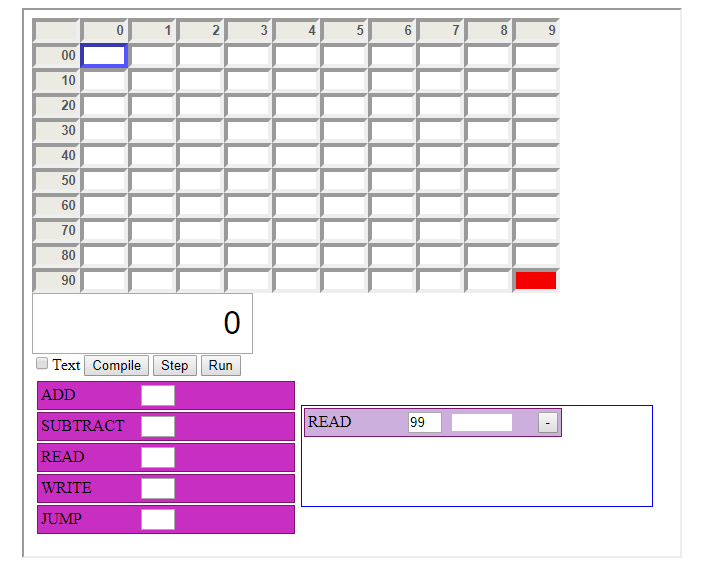 0 1 2 3 4 5 6 7 8 9
00
10
20
30
40
50
60
70
80
90
0
Text Compile Step Run
ADD
SUBTRACT
READ
WRITE
JUMP
READ 99 -